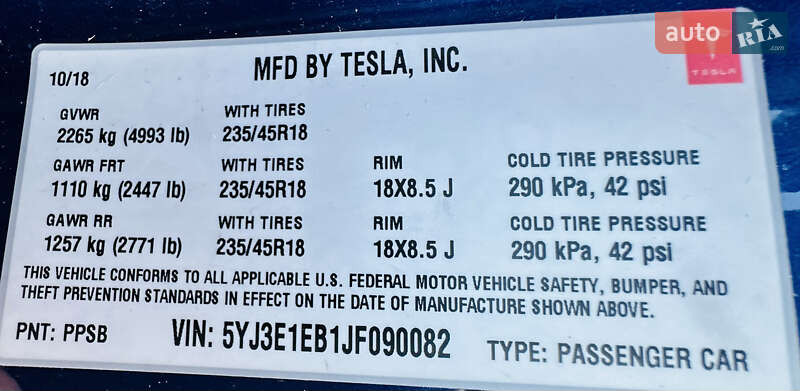 auto RIA
.com
TESLA
10/18 MFD BY TESLA, INC.
GVWR WITH TIRES
2265 kg (4993 lb) 235/45R18
GAWR FRT WITH TIRES RIM COLD TIRE PRESSURE
1110 kg (2447 lb) 235/45R18 18X8.5 J 290 kPa, 42 psi
GAWR RR WITH TIRES RIM COLD TIRE PRESSURE
1257 kg (2771 lb) 235/45R18 18X8.5 J 290 kPa, 42 psi
THIS VEHICLE CONFORMS TO ALL APPLICABLE U.S. FEDERAL MOTOR VEHICLE SAFETY, BUMPER, AND
THEFT PREVENTION STANDARDS IN EFFECT ON THE DATE OF MANUFACTURE SHOWN ABOVE.
PNT: PPSB VIN: 5YJ3E1EB1JF090082 TYPE: PASSENGER CAR